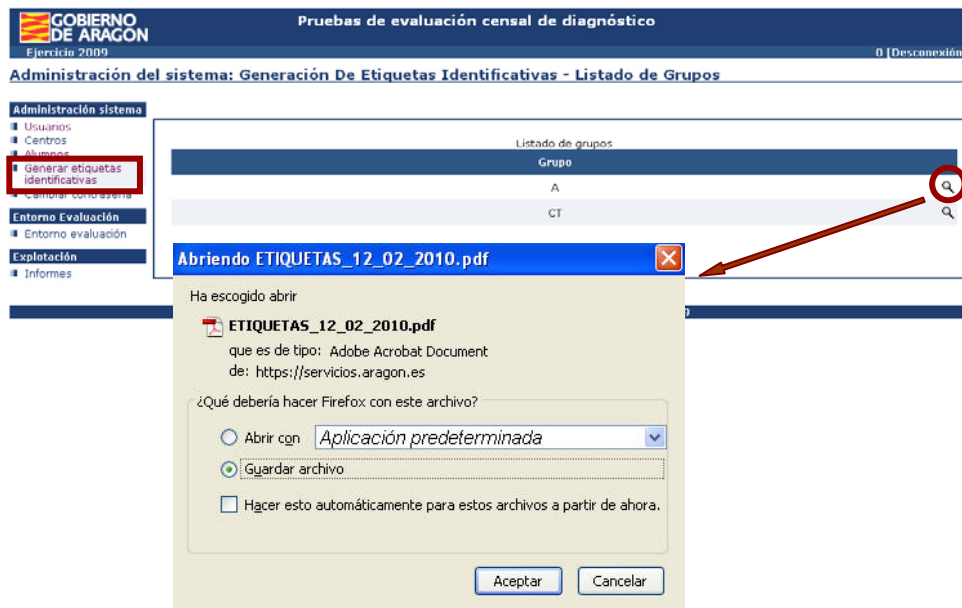 GOBIERNO
DE ARAGON
Pruebas de evaluación censal de diagnóstico
Ejercicio 2009
0 [Desconexión
Administración del sistema: Generación De Etiquetas Identificativas - Listado de Grupos
Administración sistema
Usuarios
Centros
Alumnos
Generar etiquetas
identificativas
Cambiar contraseña
Entorno Evaluación
Entorno evaluación
Explotación
Informes
Listado de grupos
Grupo
A
CT
Abriendo ETIQUETAS_12_02_2010.pdf
Ha escogido abrir
ETIQUETAS_12_02_2010.pdf
que es de tipo: Adobe Acrobat Document
de: https://servicios.aragon.es
¿Qué debería hacer Firefox con este archivo?
Abrir con Aplicación predeterminada
Guardar archivo
Hacer esto automáticamente para estos archivos a partir de ahora.
Aceptar Cancelar